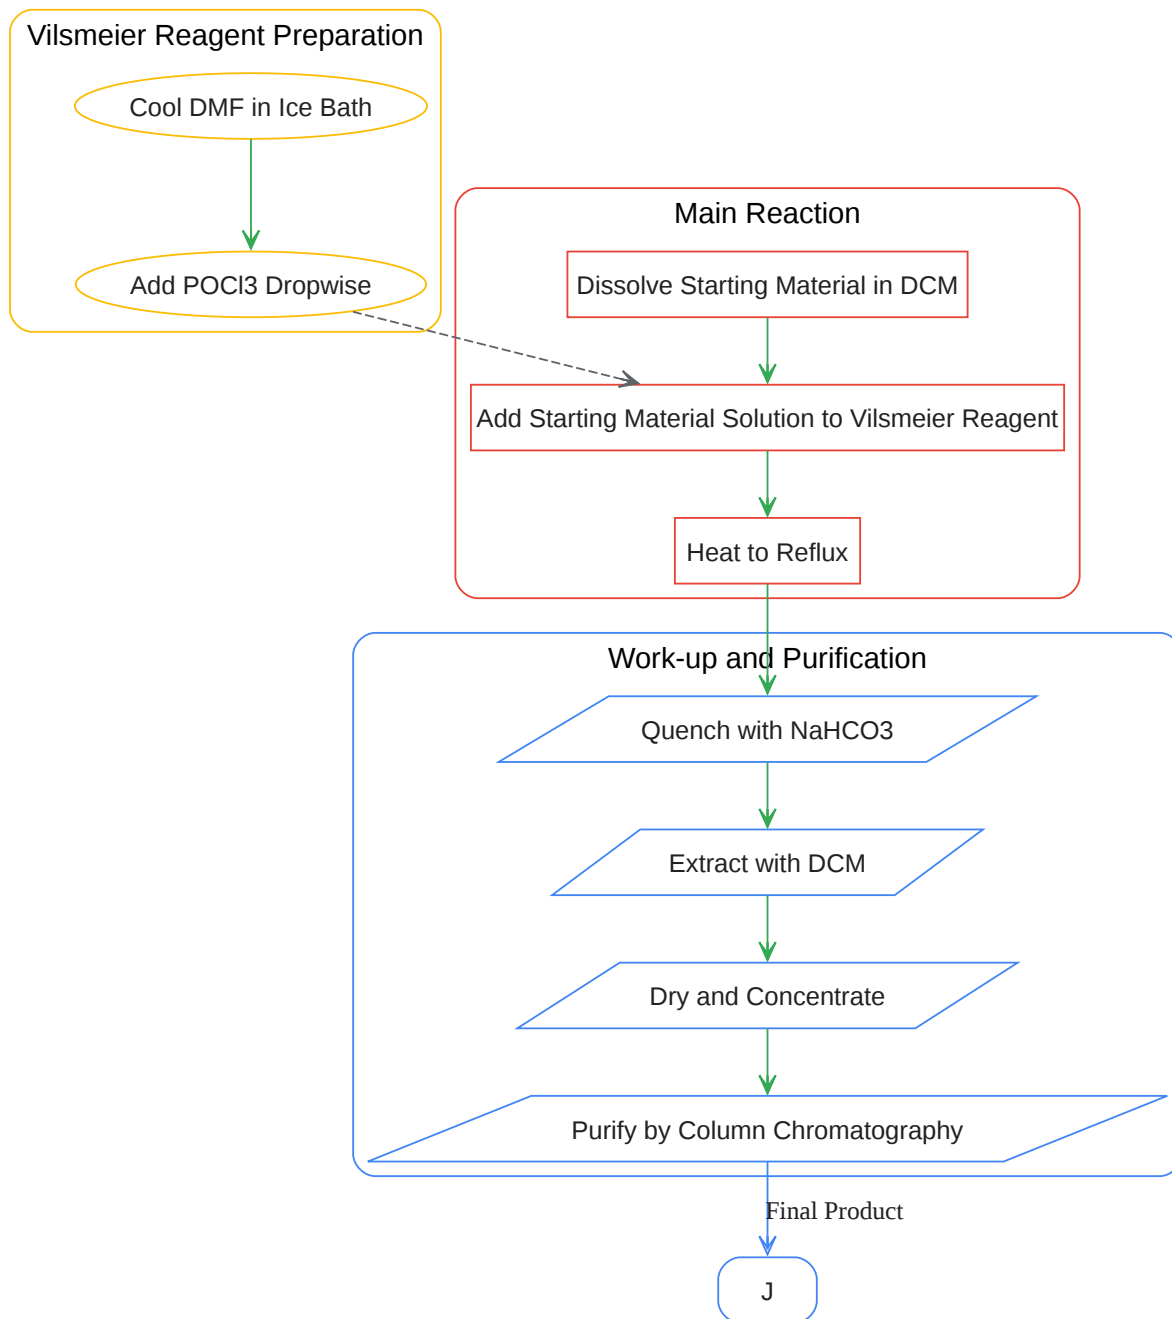 Vilsmeier Reagent Preparation
Cool DMF in Ice Bath
Add POCl3 Dropwise
Main Reaction
Dissolve Starting Material in DCM
Add Starting Material Solution to Vilsmeier Reagent
Heat to Reflux
Work-up and Purification
Quench with NaHCO3
Extract with DCM
Dry and Concentrate
Purify by Column Chromatography
Final Product
J